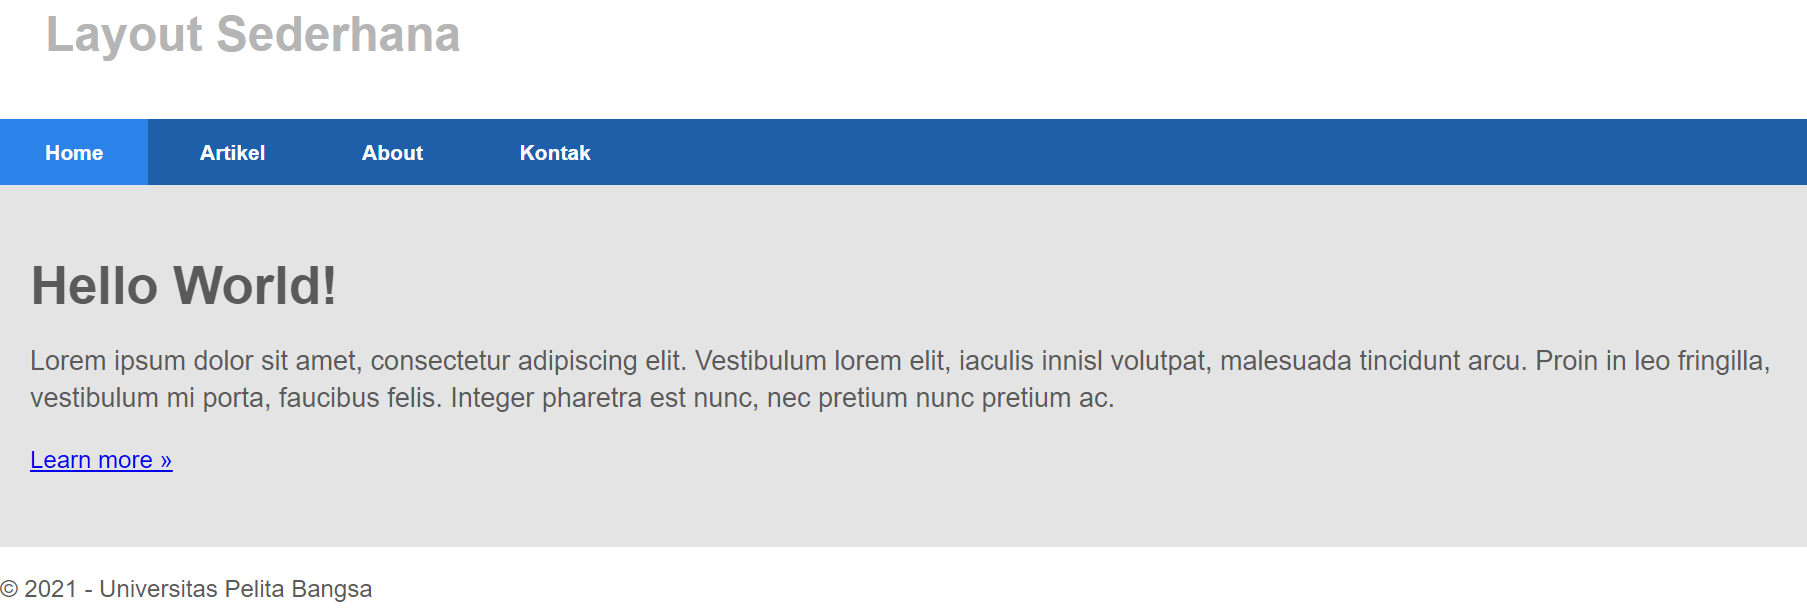 Layout Sederhana
Home Artikel About Kontak
Hello World!
Lorem ipsum dolor sit amet, consectetur adipiscing elit. Vestibulum lorem elit, iaculis innisl volutpat, malesuada tincidunt arcu. Proin in leo fringilla,
vestibulum mi porta, faucibus felis. Integer pharetra est nunc, nec pretium nunc pretium ac.
Learn more »
© 2021 - Universitas Pelita Bangsa